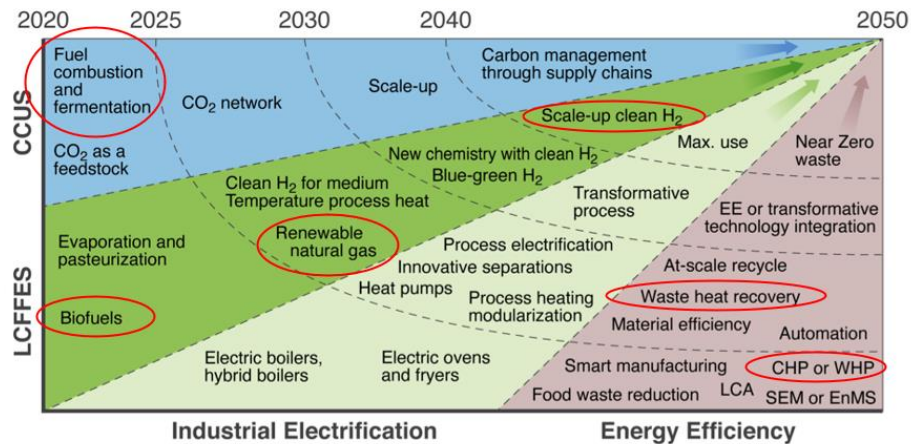 2020 2025 2030 2040 2050
CCUS
Fuel
combustion
and
fermentation
CO₂ as a
feedstock
CO₂ network
Scale-up
Carbon management
through supply chains
LCFFES
Evaporation and
pasteurization
Biofuels
Clean H₂ for medium
Temperature process heat
Renewable
natural gas
New chemistry with clean H₂
Blue-green H₂
Scale-up clean H₂
Electric boilers,
hybrid boilers
Electric ovens
and fryers
Process electrification
Innovative separations
Heat pumps
Process heating
modularization
Transformative
process
Max. use
Near Zero
waste
EE or transformative
technology integration
At-scale recycle
Waste heat recovery
Material efficiency
Automation
Smart manufacturing
CHP or WHP
Food waste reduction
LCA
SEM or EnMS
Industrial Electrification
Energy Efficiency